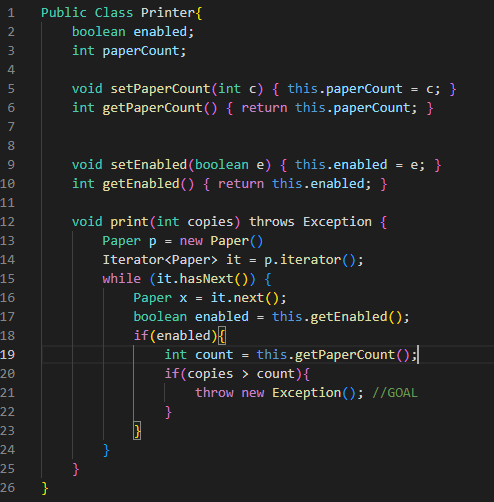 1 Public Class Printer{
2 boolean enabled;
3 int paperCount;
4
5 void setPaperCount(int c) { this.paperCount = c; }
6 int getPaperCount() { return this.paperCount; }
7
8
9 void setEnabled(boolean e) { this.enabled = e; }
10 int getEnabled() { return this.enabled; }
11
12 void print(int copies) throws Exception {
13 Paper p = new Paper()
14 Iterator<Paper> it = p.iterator();
15 while (it.hasNext()) {
16 Paper x = it.next();
17 boolean enabled = this.getEnabled();
18 if(enabled){
19 int count = this.getPaperCount();
20 if(copies > count){
21 throw new Exception(); //GOAL
22 }
23 }
24 }
25 }
26 }